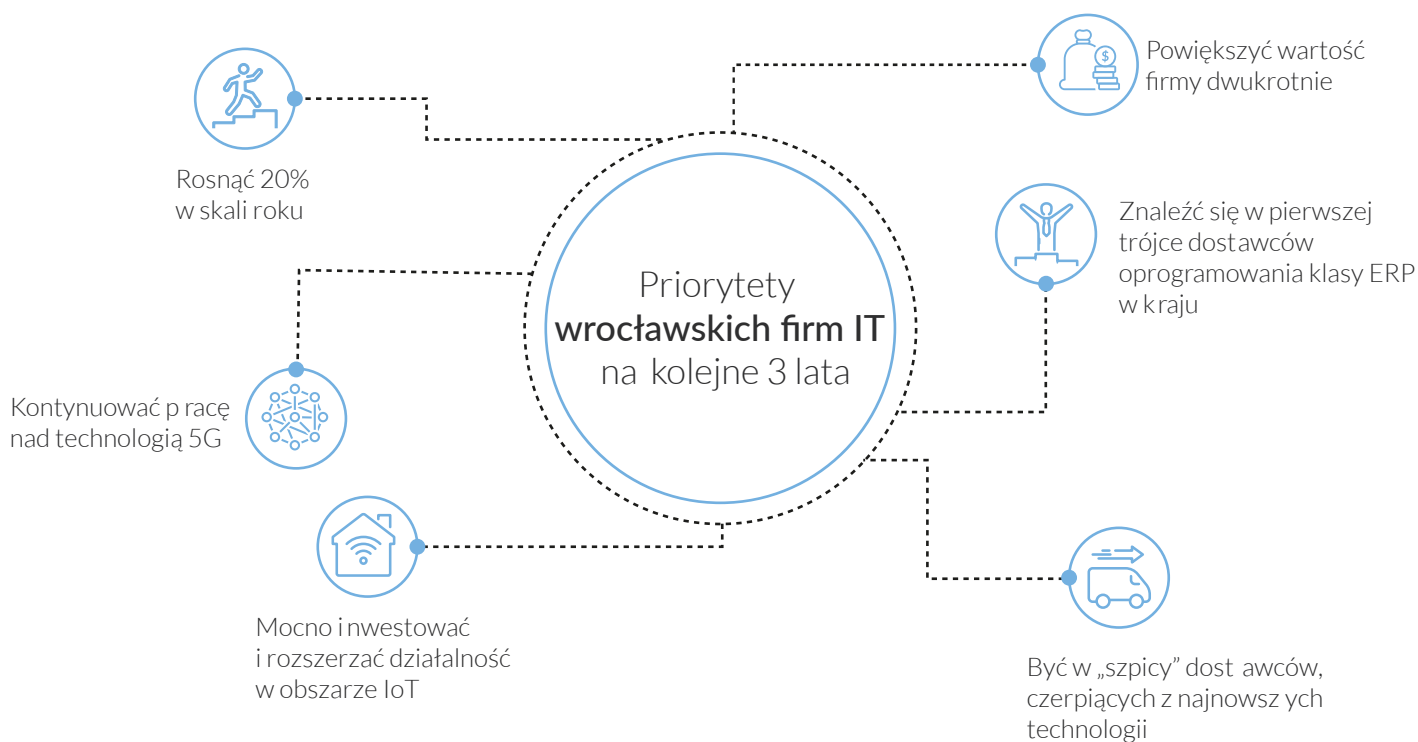 Powiększyć wartość
firmy dwukrotnie
Rosnąć 20%
w skali roku
Znaleźć się w pierwszej
trójce dostawców
oprogramowania klasy ERP
w kraju
Priorytety
wrocławskich firm IT
na kolejne 3 lata
Kontynuować p racę
nad technologią 5G
Mocno inwestować
i rozszerzać działalność
w obszarze IoT
Być w „szpicy” dost awców,
czerpiących z najnowsz ych
technologii
$